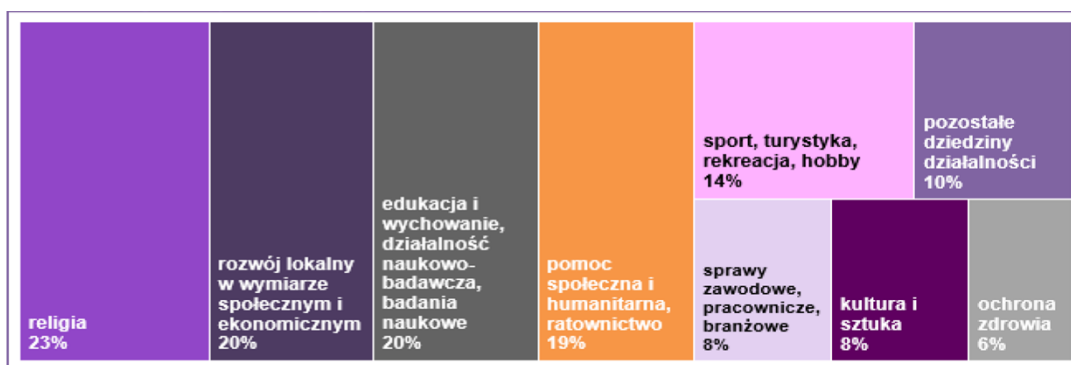 religia
23%
rozwój lokalny
w wymiarze
społecznym i
ekonomicznym
20%
edukacja i
wychowanie,
działalność
naukowo-
badawcza,
badania
naukowe
20%
pomoc
społeczna i
humanitarna,
ratownictwo
19%
sport, turystyka,
rekreacja, hobby
14%
pozostałe
dziedziny
działalności
10%
sprawy
zawodowe,
pracownicze,
branżowe
8%
kultura i
sztuka
8%
ochrona
zdrowia
6%